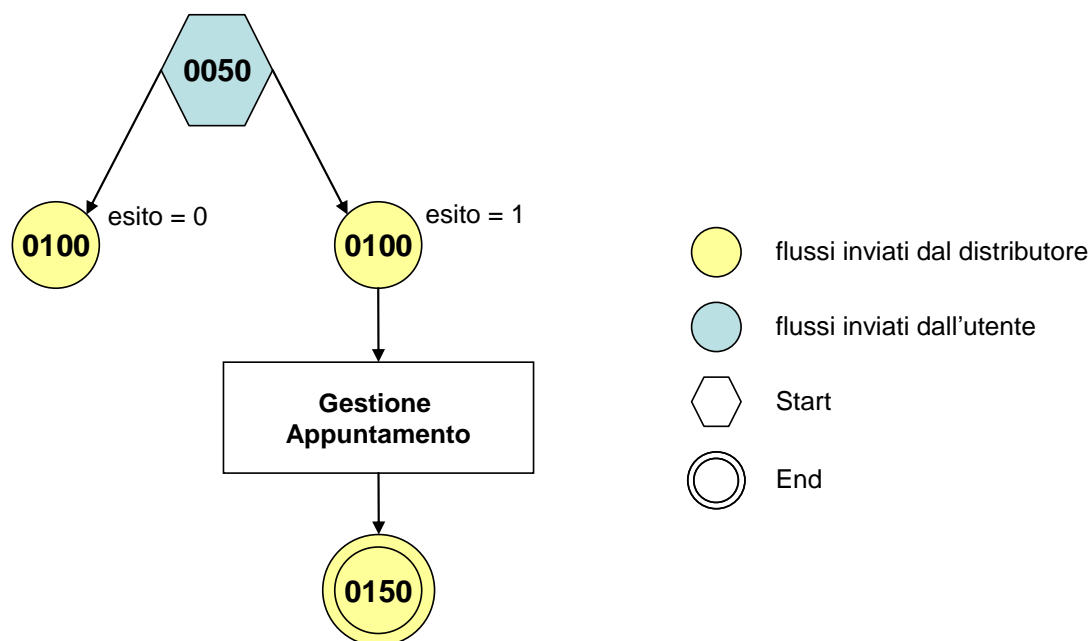 0050
esito = 0
esito = 1
0100
0100
flussi inviati dal distributore
flussi inviati dall'utente
Gestione
Appuntamento
Start
End
0150